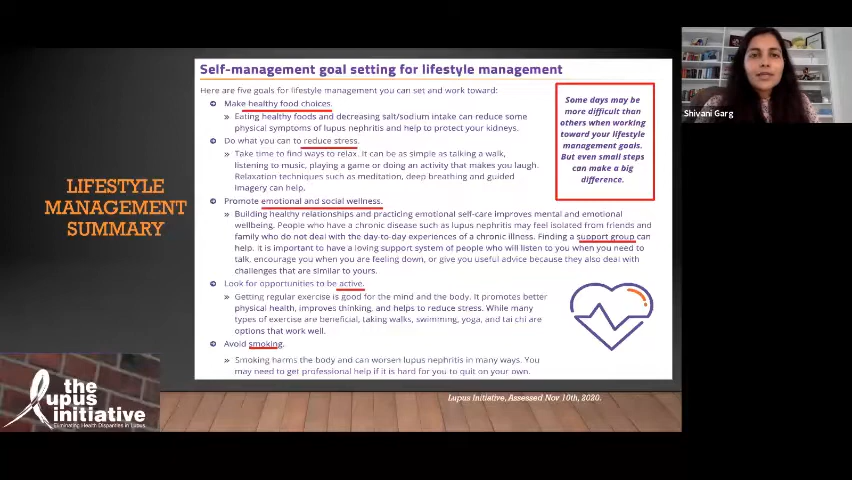 Self-management goal setting for lifestyle management
Here are five goals for lifestyle management you can set and work toward:
Make healthy food choices.
» Eating healthy foods and decreasing salt/sodium intake can reduce some
physical symptoms of lupus nephritis and help to protect your kidneys.
Do what you can to reduce stress.
» Take time to find ways to relax. It can be as simple as talking a walk,
listening to music, playing a game or doing an activity that makes you laugh.
Relaxation techniques such as meditation, deep breathing and guided
imagery can help.
Promote emotional and social wellness.
» Building healthy relationships and practicing emotional self-care improves mental and emotional
wellbeing. People who have a chronic disease such as lupus nephritis may feel isolated from friends and
family who do not deal with the day-to-day experiences of a chronic illness. Finding a support group can
help. It is important to have a loving support system of people who will listen to you when you need to
talk, encourage you when you are feeling down, or give you useful advice because they also deal with
challenges that are similar to yours.
Look for opportunities to be active.
» Getting regular exercise is good for the mind and the body. It promotes better
physical health, improves thinking, and helps to reduce stress. While many
types of exercise are beneficial, taking walks, swimming, yoga, and tai chi are
options that work well.
Avoid smoking.
» Smoking harms the body and can worsen lupus nephritis in many ways. You
may need to get professional help if it is hard for you to quit on your own.
Some days may be
more difficult than
others when working
toward your lifestyle
management goals.
But even small steps
can make a big
difference.
Shivani Garg
LIFESTYLE
MANAGEMENT
SUMMARY
the
lupus
initiative
Eliminating Health Disparities in Lupus
Lupus Initiative, Assessed Nov 10th, 2020.